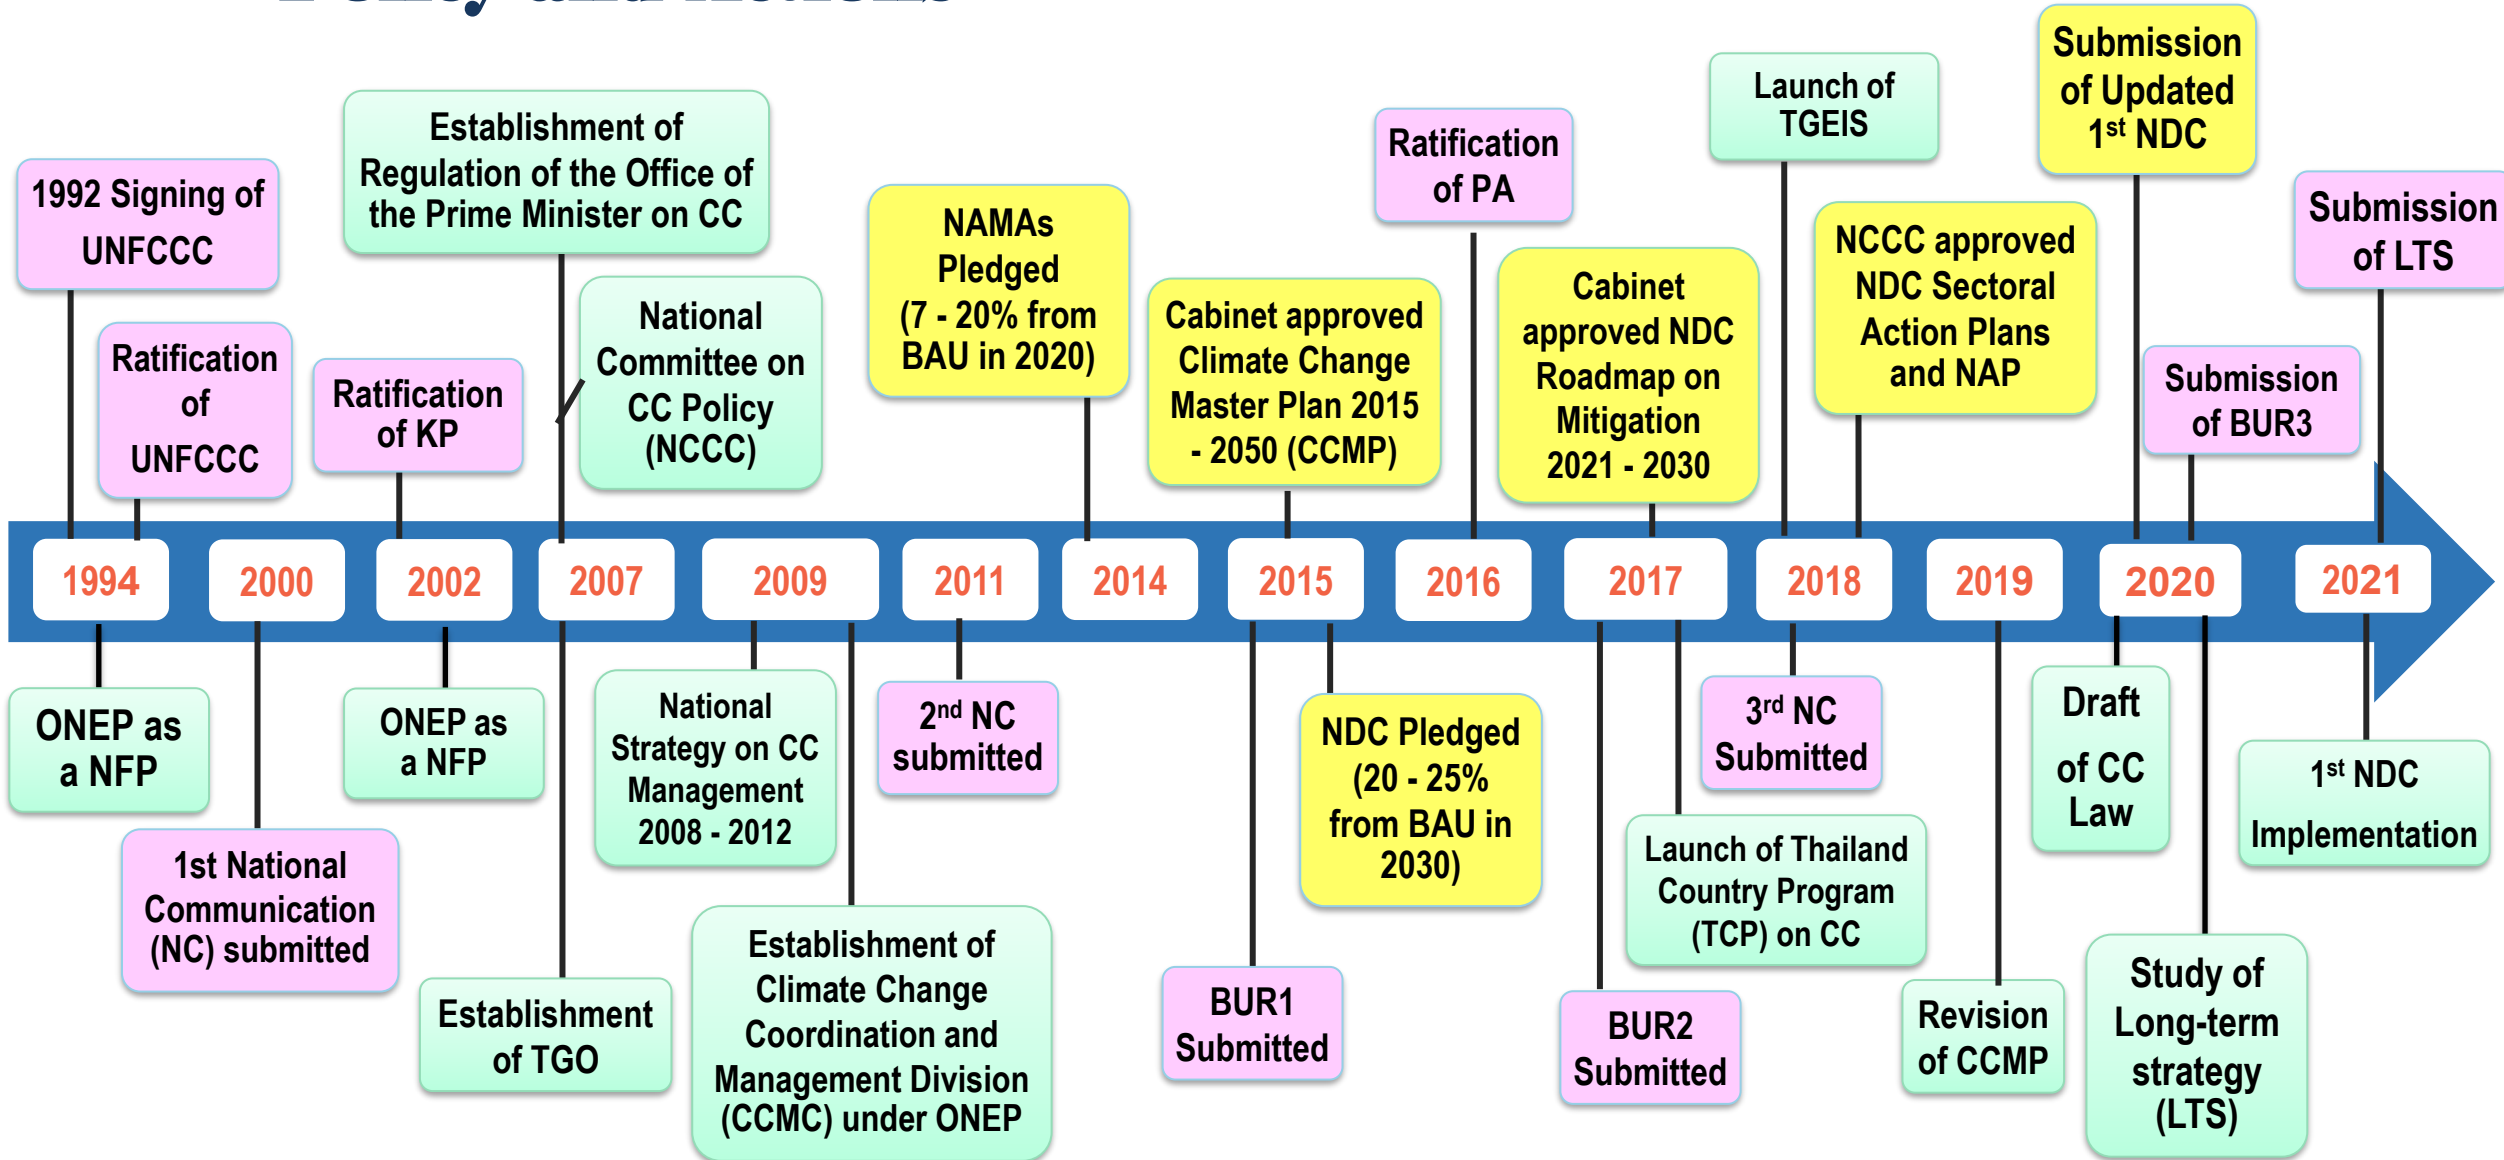 Policy and Actions
1992 Signing of
UNFCCC
Ratification
of
UNFCCC
Ratification
of KP
Establishment of
Regulation of the Office of
the Prime Minister on CC
National
Committee on
CC Policy
(NCCC)
NAMAs
Pledged
(7 - 20% from
BAU in 2020)
Cabinet approved
Climate Change
Master Plan 2015
- 2050 (CCMP)
Ratification
of PA
Cabinet
approved NDC
Roadmap on
Mitigation
2021 - 2030
Launch of
TGEIS
NCCC approved
NDC Sectoral
Action Plans
and NAP
Submission
of Updated
1st NDC
Submission
of BUR3
Submission
of LTS
1994
2000
2002
2007
2009
2011
2014
2015
2016
2017
2018
2019
2020
2021
ONEP as
a NFP
1st National
Communication
(NC) submitted
ONEP as
a NFP
Establishment
of TGO
National
Strategy on CC
Management
2008 - 2012
Establishment of
Climate Change
Coordination and
Management Division
(CCMC) under ONEP
2nd NC
submitted
BUR1
Submitted
NDC Pledged
(20 - 25%
from BAU in
2030)
BUR2
Submitted
Launch of Thailand
Country Program
(TCP) on CC
3rd NC
Submitted
Revision
of CCMP
Draft
of CC
Law
Study of
Long-term
strategy
(LTS)
1st NDC
Implementation